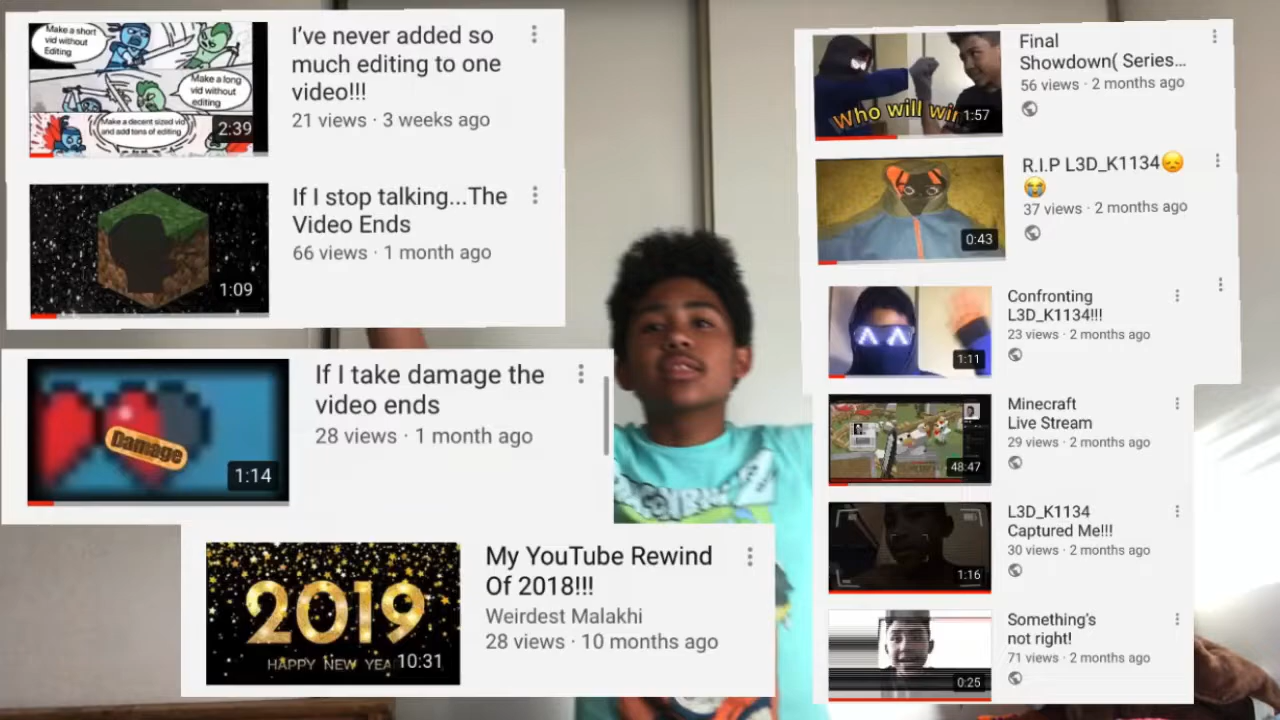 Make a short
vid without
Editing
Make a long
vid without
editing
Make a decent sized vid
and add tons of editing
2:39
I've never added so
much editing to one
video!!!
21 views · 3 weeks ago
1:09
If I stop talking...The
Video Ends
66 views · 1 month ago
Damage
1:14
If I take damage the
video ends
28 views · 1 month ago
2019
HAPPY NEW YEA
10:31
My YouTube Rewind
Of 2018!!!
Weirdest Malakhi
28 views · 10 months ago
Who will win
1:57
Final
Showdown( Series...
56 views · 2 months ago
0:43
R.I.P L3D_K1134😞
😭
37 views · 2 months ago
1:11
Confronting
L3D_K1134!!!
23 views · 2 months ago
48:47
Minecraft
Live Stream
29 views · 2 months ago
1:16
L3D_K1134
Captured Me!!!
30 views · 2 months ago
0:25
Something's
not right!
71 views · 2 months ago